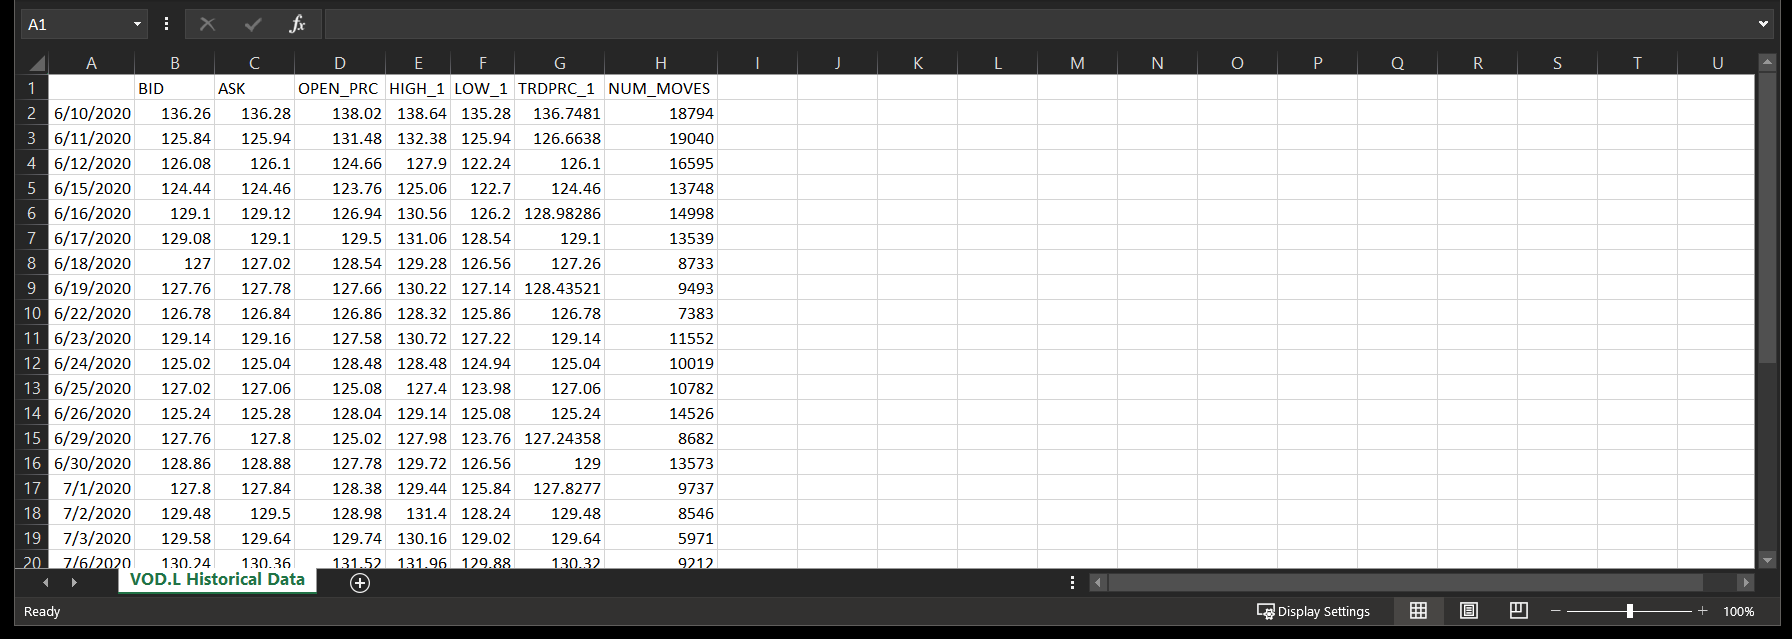 A1 fx
A B C D E F G H I J K L M N O P Q R S T U
1 BID ASK OPEN_PRC HIGH_1 LOW_1 TRDPRC_1 NUM_MOVES
2 6/10/2020 136.26 136.28 138.02 138.64 135.28 136.7481 18794
3 6/11/2020 125.84 125.94 131.48 132.38 125.94 126.6638 19040
4 6/12/2020 126.08 126.1 124.66 127.9 122.24 126.1 16595
5 6/15/2020 124.44 124.46 123.76 125.06 122.7 124.46 13748
6 6/16/2020 129.1 129.12 126.94 130.56 126.2 128.98286 14998
7 6/17/2020 129.08 129.1 129.5 131.06 128.54 129.1 13539
8 6/18/2020 127 127.02 128.54 129.28 126.56 127.26 8733
9 6/19/2020 127.76 127.78 127.66 130.22 127.14 128.43521 9493
10 6/22/2020 126.78 126.84 126.86 128.32 125.86 126.78 7383
11 6/23/2020 129.14 129.16 127.58 130.72 127.22 129.14 11552
12 6/24/2020 125.02 125.04 128.48 128.48 124.94 125.04 10019
13 6/25/2020 127.02 127.06 125.08 127.4 123.98 127.06 10782
14 6/26/2020 125.24 125.28 128.04 129.14 125.08 125.24 14526
15 6/29/2020 127.76 127.8 125.02 127.98 123.76 127.24358 8682
16 6/30/2020 128.86 128.88 127.78 129.72 126.56 129 13573
17 7/1/2020 127.8 127.84 128.38 129.44 125.84 127.8277 9737
18 7/2/2020 129.48 129.5 128.98 131.4 128.24 129.48 8546
19 7/3/2020 129.58 129.64 129.74 130.16 129.02 129.64 5971
20 7/6/2020 130.24 130.36 131.52 131.96 129.88 130.32 9212
VOD.L Historical Data
Ready Display Settings 100%